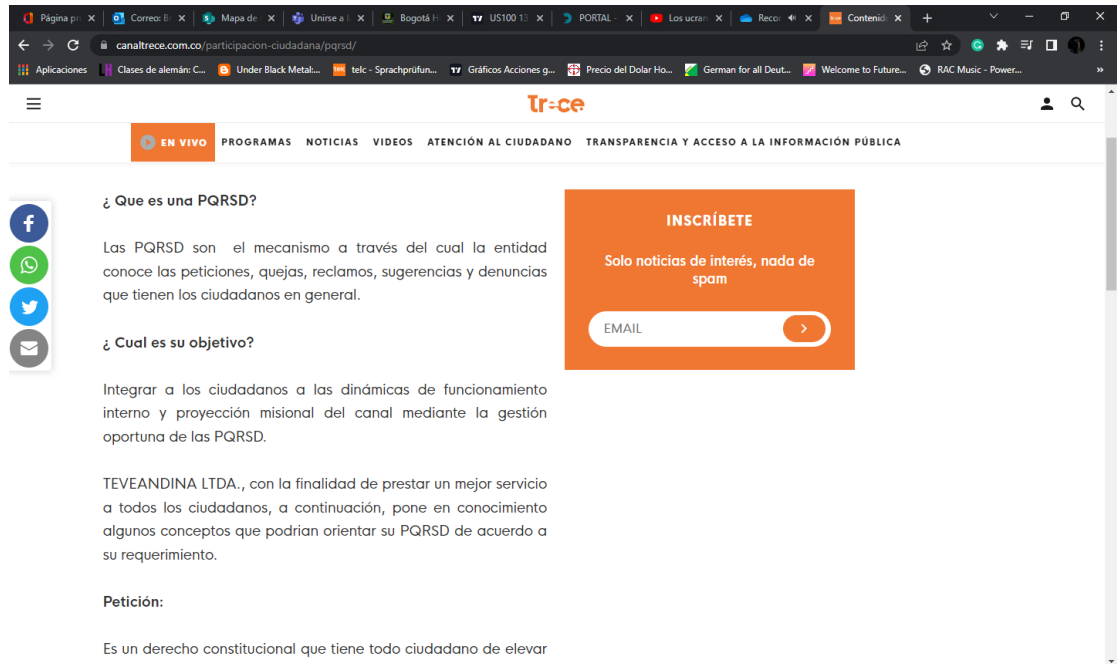 Página pri
Correo: B
Mapa de
Unirse a l
Bogotá H
US100 13
PORTAL -
Los ucran
Recor
Contenido
canaltrece.com.co/participacion-ciudadana/pqrsd/
Aplicaciones
Clases de alemán: C...
Under Black Metal:...
telc - Sprachprüfun...
Gráficos Acciones g...
Precio del Dolar Ho...
German for all Deut...
Welcome to Future...
RAC Music - Power...
»
Trece
EN VIVO PROGRAMAS NOTICIAS VIDEOS ATENCIÓN AL CIUDADANO TRANSPARENCIA Y ACCESO A LA INFORMACIÓN PÚBLICA
¿ Que es una PQRSD?
Las PQRSD son el mecanismo a través del cual la entidad
conoce las peticiones, quejas, reclamos, sugerencias y denuncias
que tienen los ciudadanos en general.
¿ Cual es su objetivo?
Integrar a los ciudadanos a las dinámicas de funcionamiento
interno y proyección misional del canal mediante la gestión
oportuna de las PQRSD.
TEVEANDINA LTDA., con la finalidad de prestar un mejor servicio
a todos los ciudadanos, a continuación, pone en conocimiento
algunos conceptos que podrian orientar su PQRSD de acuerdo a
su requerimiento.
Petición:
Es un derecho constitucional que tiene todo ciudadano de elevar
INSCRÍBETE
Solo noticias de interés, nada de
spam
EMAIL